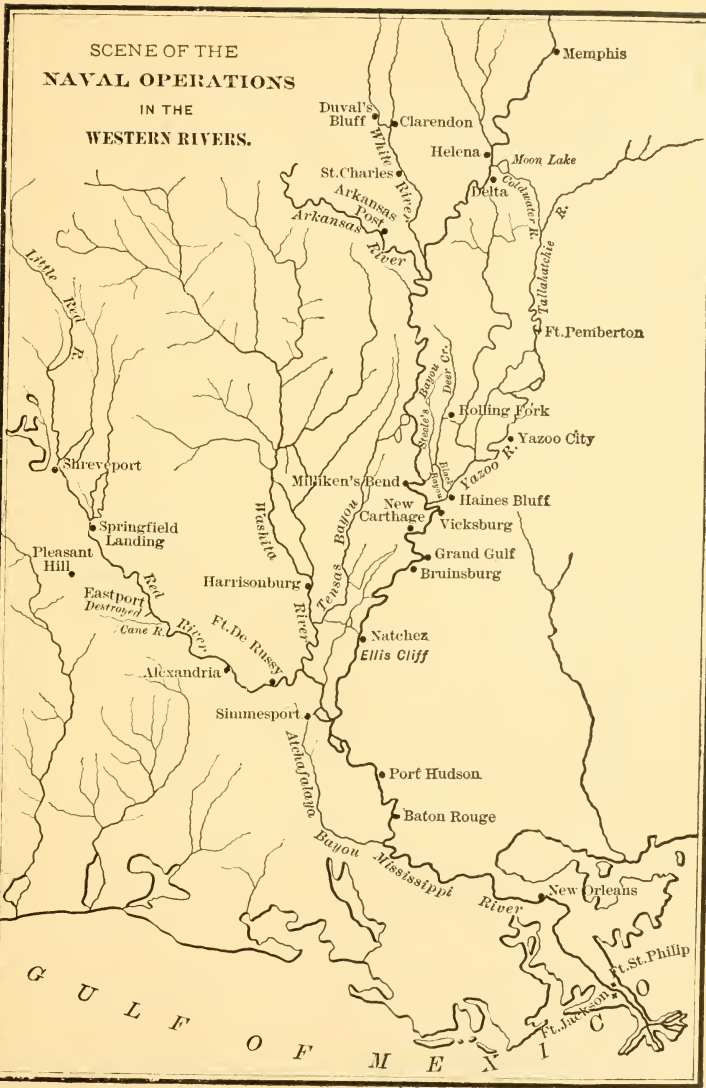 SCENE OF THE
NAVAL OPERATIONS
IN THE
WESTERN RIVERS.
Memphis
Duval's
Bluff
Clarendon
White
River
Helena
Moon Lake
St. Charles
Delta
Coldwater R.
Arkansas
Post
Arkansas
River
Tallahatchie
R.
Little
Red
R.
Ft. Pemberton
Steele's Bayou
Deer Cr.
Rolling Fork
Yazoo City
Yazoo R.
Black
Bayou
Shreveport
Milliken's Bend
Haines Bluff
New
Carthage
Vicksburg
Springfield
Landing
Washita
River
Tensas Bayou
Pleasant
Hill
Grand Gulf
Bruinsburg
Harrisonburg
Eastport
Destroyed
Red
River
Cane R.
Ft. De Russy
Natchez
Ellis Cliff
Alexandria
Simmesport
Atchafalaya
Bayou
Port Hudson
Baton Rouge
Mississippi
River
New Orleans
Ft. St. Philip
Ft. Jackson
GULF OF MEXICO